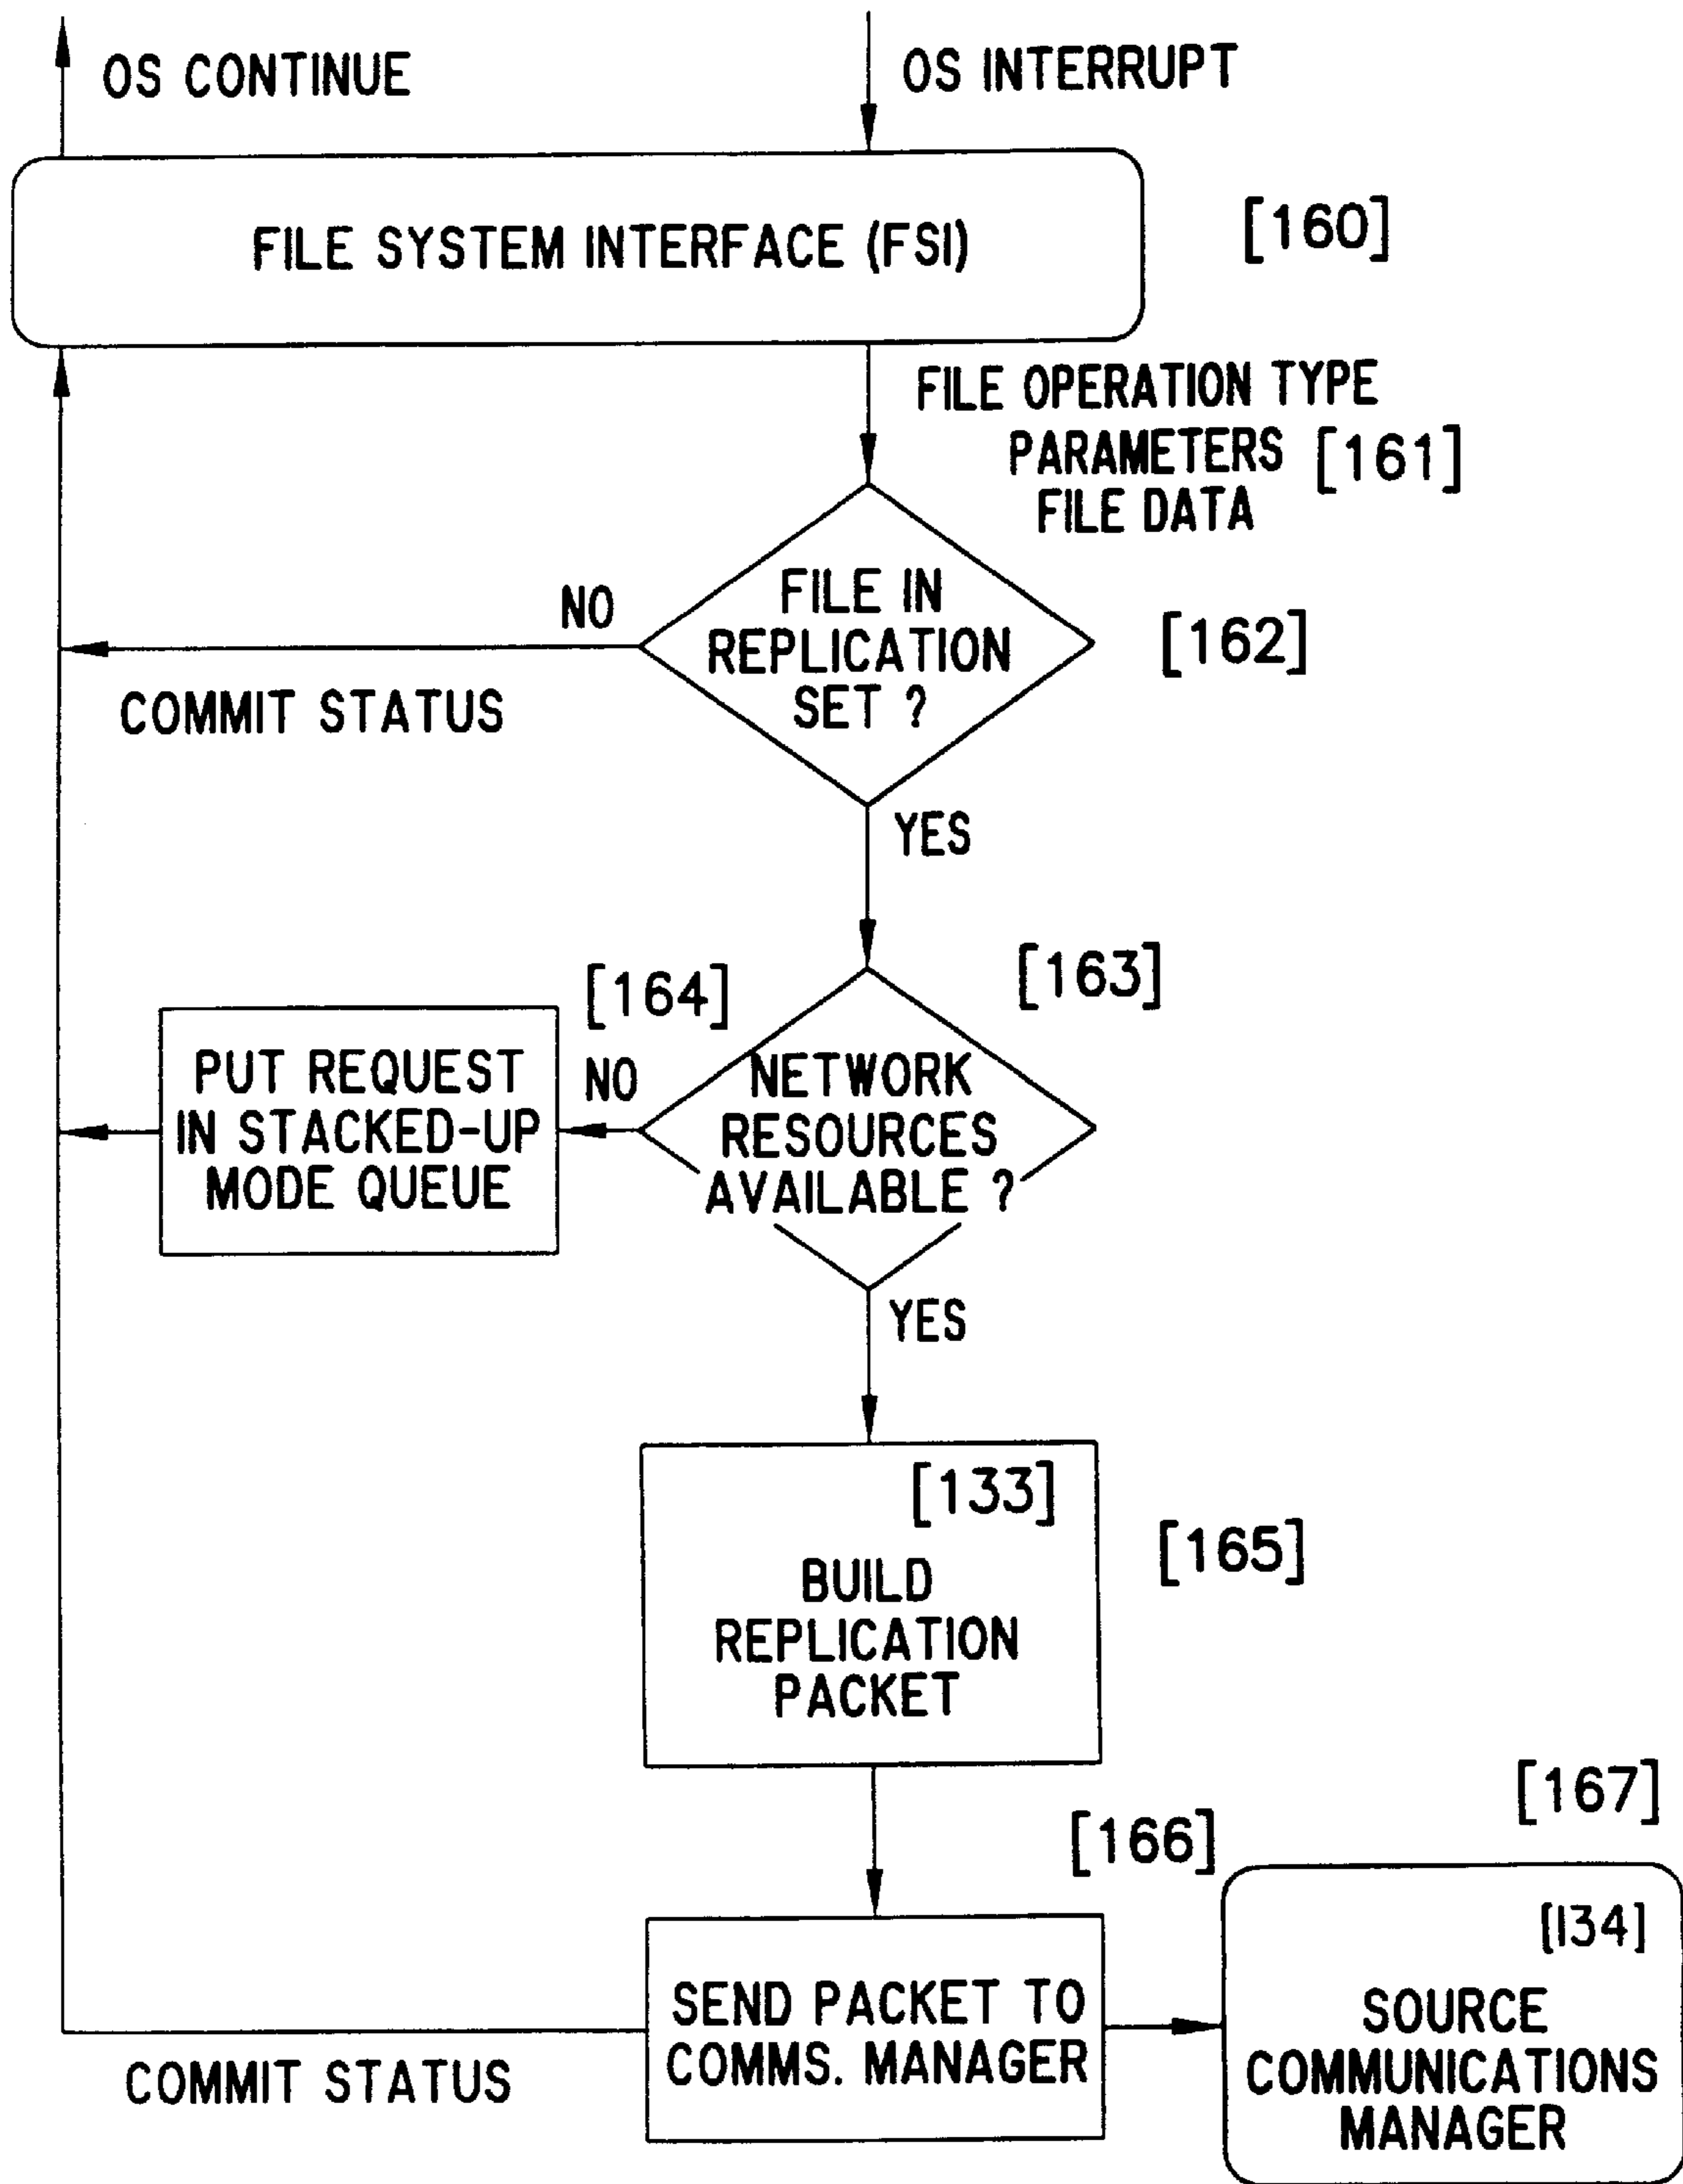 OS CONTINUE
OS INTERRUPT
FILE SYSTEM INTERFACE (FSI)
[160]
FILE OPERATION TYPE
PARAMETERS [161]
FILE DATA
FILE IN
REPLICATION
SET ?
[162]
NO
COMMIT STATUS
YES
[163]
[164]
PUT REQUEST
IN STACKED-UP
MODE QUEUE
NO
NETWORK
RESOURCES
AVAILABLE ?
YES
[133]
BUILD
REPLICATION
PACKET
[165]
[166]
[167]
SEND PACKET TO
COMMS. MANAGER
[134]
SOURCE
COMMUNICATIONS
MANAGER
COMMIT STATUS